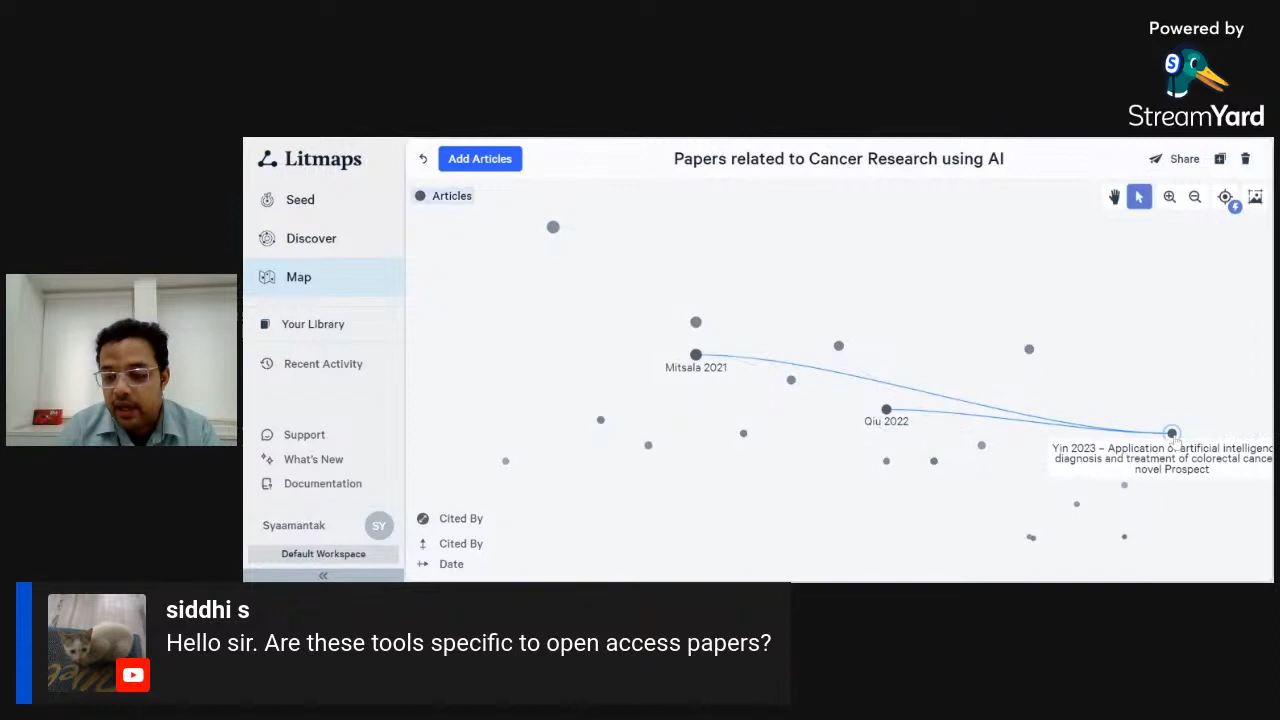 Powered by
S
StreamYard
Litmaps
Add Articles
Papers related to Cancer Research using AI
Share
Seed
Discover
Map
Your Library
Recent Activity
Support
What's New
Documentation
Syaamantak
SY
Default Workspace
«
Articles
Mitsala 2021
Qiu 2022
Yin 2023 – Application of artificial intelligenc
diagnosis and treatment of colorectal cance
novel Prospect
Cited By
Cited By
Date
siddhi s
Hello sir. Are these tools specific to open access papers?